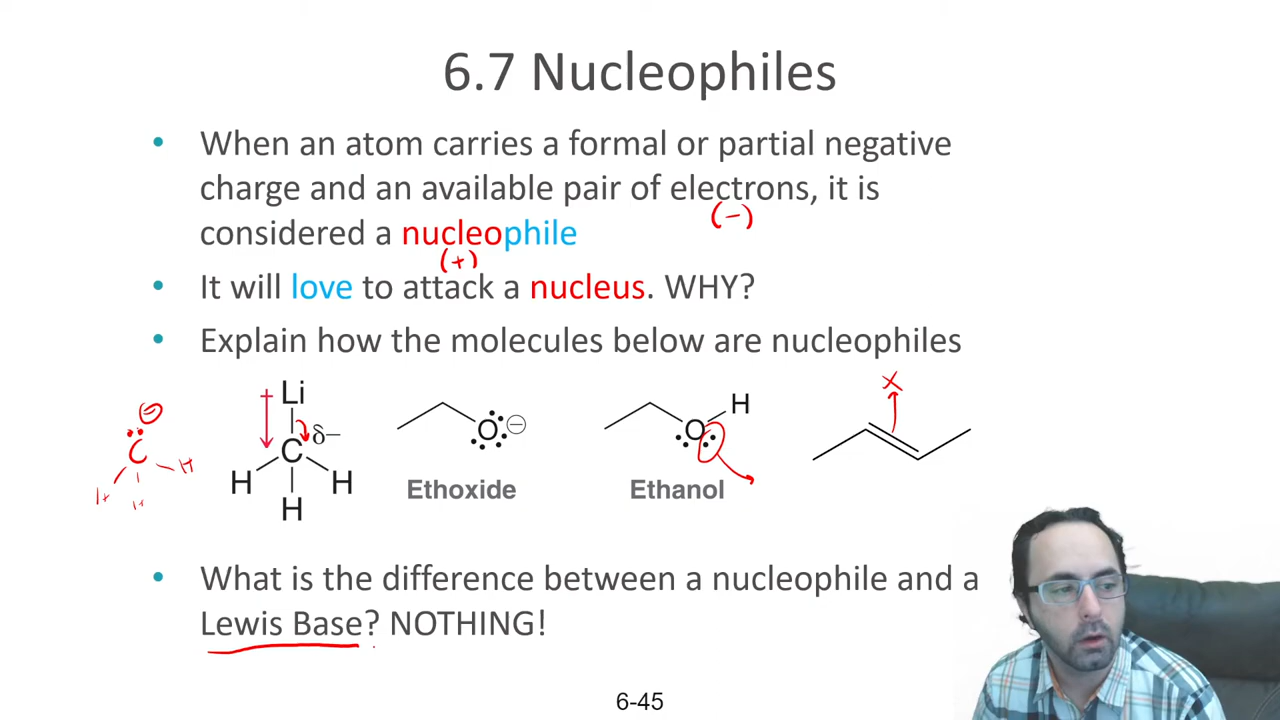 6.7 Nucleophiles
• When an atom carries a formal or partial negative
charge and an available pair of electrons, it is
(−)
considered a nucleophile
(+)
• It will love to attack a nucleus. WHY?
• Explain how the molecules below are nucleophiles
Li
C δ−
H H
H
⊖
C
H
H
H
O ⊖
Ethoxide
H
O
Ethanol
X
• What is the difference between a nucleophile and a
Lewis Base? NOTHING!
6-45